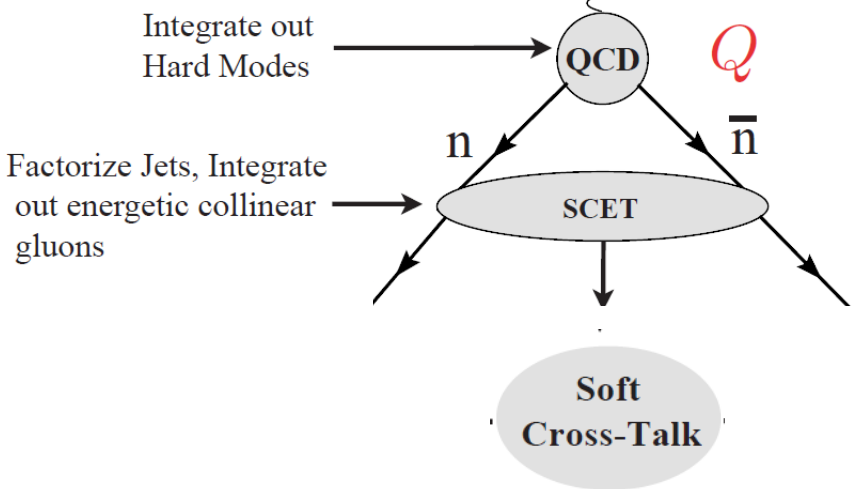 Integrate out
Hard Modes
QCD
Q
n
n̅
Factorize Jets, Integrate
out energetic collinear
gluons
SCET
Soft
Cross-Talk